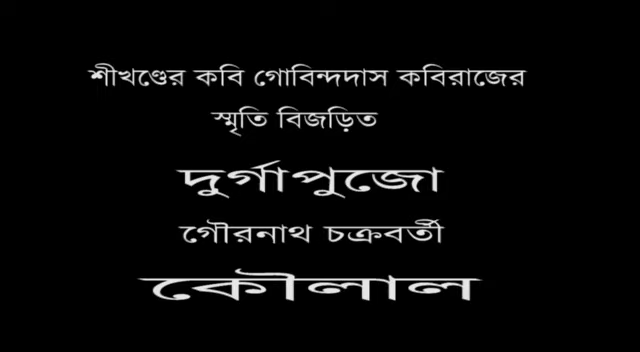 শীখণ্ডের কবি গোবিন্দদাস কবিরাজের
স্মৃতি বিজড়িত
দুর্গাপুজো
গৌরনাথ চক্রবর্তী
কৌলাল